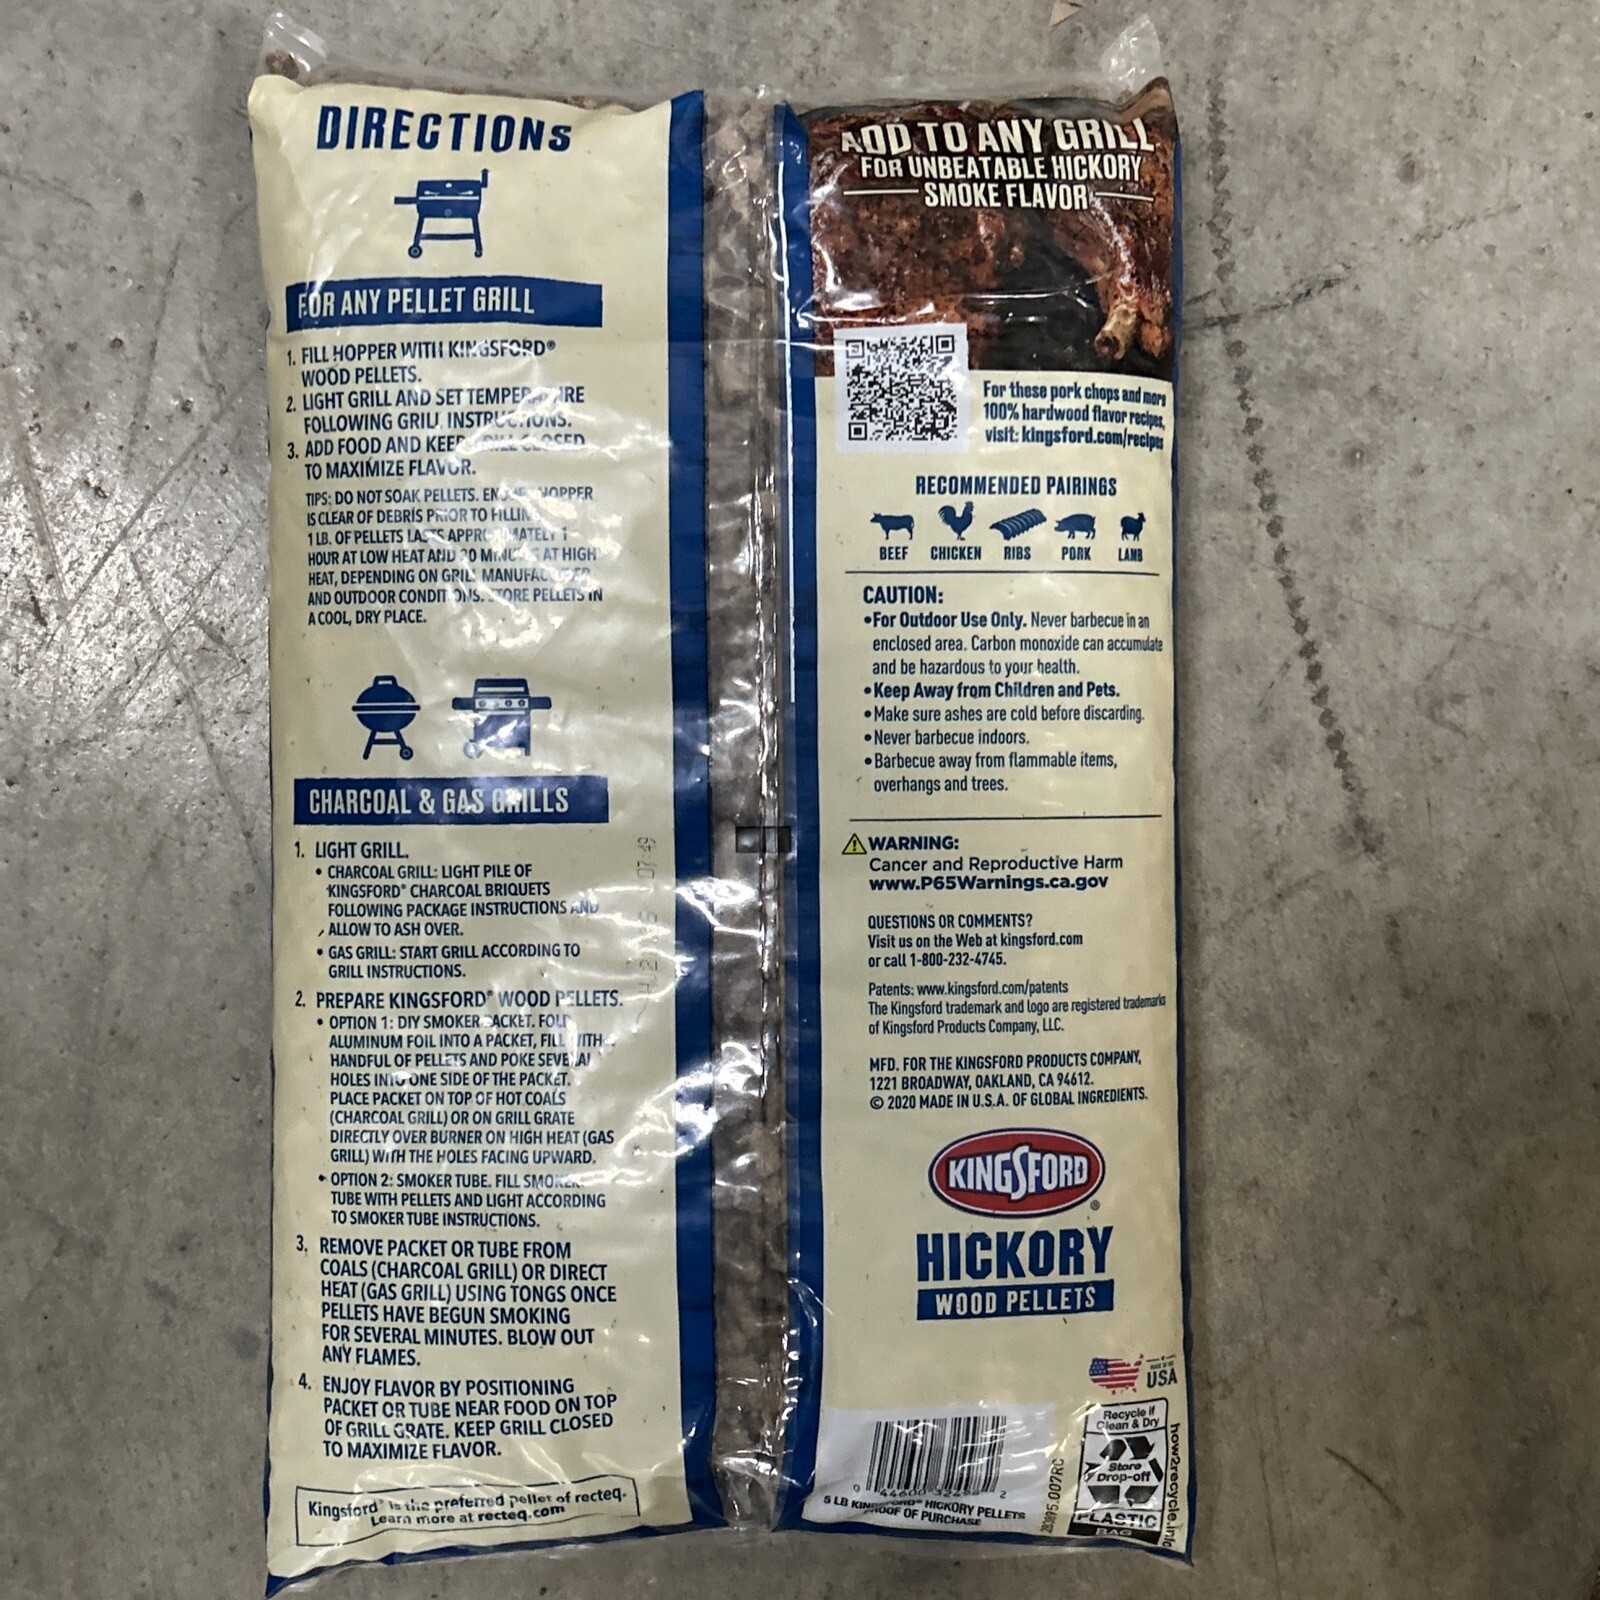 DIRECTIONS
FOR ANY PELLET GRILL
1. FILL HOPPER WITH KINGSFORD®
WOOD PELLETS.
2. LIGHT GRILL AND SET TEMPERATURE
FOLLOWING GRILL INSTRUCTIONS.
3. ADD FOOD AND KEEP GRILL CLOSED
TO MAXIMIZE FLAVOR.
TIPS: DO NOT SOAK PELLETS. ENSURE HOPPER
IS CLEAR OF DEBRIS PRIOR TO FILLING.
1 LB. OF PELLETS LASTS APPROXIMATELY 1
HOUR AT LOW HEAT AND 30 MINUTES AT HIGH
HEAT, DEPENDING ON GRILL MANUFACTURER
AND OUTDOOR CONDITIONS. STORE PELLETS IN
A COOL, DRY PLACE.
CHARCOAL & GAS GRILLS
1. LIGHT GRILL.
• CHARCOAL GRILL: LIGHT PILE OF
KINGSFORD® CHARCOAL BRIQUETS
FOLLOWING PACKAGE INSTRUCTIONS AND
ALLOW TO ASH OVER.
• GAS GRILL: START GRILL ACCORDING TO
GRILL INSTRUCTIONS.
2. PREPARE KINGSFORD® WOOD PELLETS.
• OPTION 1: DIY SMOKER PACKET. FOLD
ALUMINUM FOIL INTO A PACKET, FILL WITH
HANDFUL OF PELLETS AND POKE SEVERAL
HOLES INTO ONE SIDE OF THE PACKET.
PLACE PACKET ON TOP OF HOT COALS
(CHARCOAL GRILL) OR ON GRILL GRATE
DIRECTLY OVER BURNER ON HIGH HEAT (GAS
GRILL) WITH THE HOLES FACING UPWARD.
• OPTION 2: SMOKER TUBE. FILL SMOKER
TUBE WITH PELLETS AND LIGHT ACCORDING
TO SMOKER TUBE INSTRUCTIONS.
3. REMOVE PACKET OR TUBE FROM
COALS (CHARCOAL GRILL) OR DIRECT
HEAT (GAS GRILL) USING TONGS ONCE
PELLETS HAVE BEGUN SMOKING
FOR SEVERAL MINUTES. BLOW OUT
ANY FLAMES.
4. ENJOY FLAVOR BY POSITIONING
PACKET OR TUBE NEAR FOOD ON TOP
OF GRILL GRATE. KEEP GRILL CLOSED
TO MAXIMIZE FLAVOR.
Kingsford® is the preferred pellet of recteq.
Learn more at recteq.com
ADD TO ANY GRILL
FOR UNBEATABLE HICKORY
SMOKE FLAVOR
For these pork chops and more
100% hardwood flavor recipes,
visit: kingsford.com/recipes
RECOMMENDED PAIRINGS
BEEF CHICKEN RIBS PORK LAMB
CAUTION:
•For Outdoor Use Only. Never barbecue in an
enclosed area. Carbon monoxide can accumulate
and be hazardous to your health.
•Keep Away from Children and Pets.
•Make sure ashes are cold before discarding.
•Never barbecue indoors.
•Barbecue away from flammable items,
overhangs and trees.
WARNING:
Cancer and Reproductive Harm
www.P65Warnings.ca.gov
QUESTIONS OR COMMENTS?
Visit us on the Web at kingsford.com
or call 1-800-232-4745.
Patents: www.kingsford.com/patents
The Kingsford trademark and logo are registered trademarks
of Kingsford Products Company, LLC.
MFD. FOR THE KINGSFORD PRODUCTS COMPANY,
1221 BROADWAY, OAKLAND, CA 94612.
© 2020 MADE IN U.S.A. OF GLOBAL INGREDIENTS.
KINGSFORD®
HICKORY
WOOD PELLETS
MADE IN THE
USA
0 44600 2
5 LB KINGSFORD® HICKORY PELLETS
PROOF OF PURCHASE
Recycle if
Clean & Dry
Store
Drop-off
PLASTIC
BAG
how2recycle.info